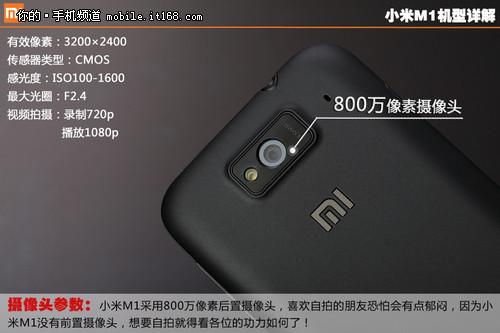 你的·手机频道 mobile.it168.com
小米M1机型详解
有效像素：3200×2400
传感器类型：CMOS
感光度：ISO100-1600
最大光圈：F2.4
视频拍摄：录制720p
播放1080p
800万像素摄像头
MI
摄像头参数：小米M1采用800万像素后置摄像头，喜欢自拍的朋友恐怕会有点郁闷，因为小
米M1没有前置摄像头，想要自拍就得看各位的功力如何了！